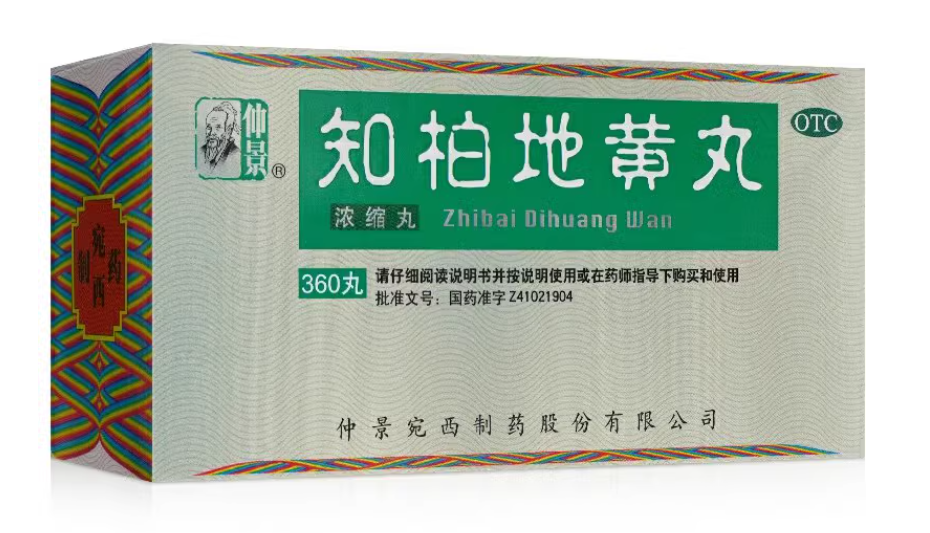 仲景®
知柏地黄丸
OTC
浓缩丸 Zhibai Dihuang Wan
360丸
请仔细阅读说明书并按说明使用或在药师指导下购买和使用
批准文号：国药准字 Z41021904
仲景宛西制药股份有限公司
宛西制药